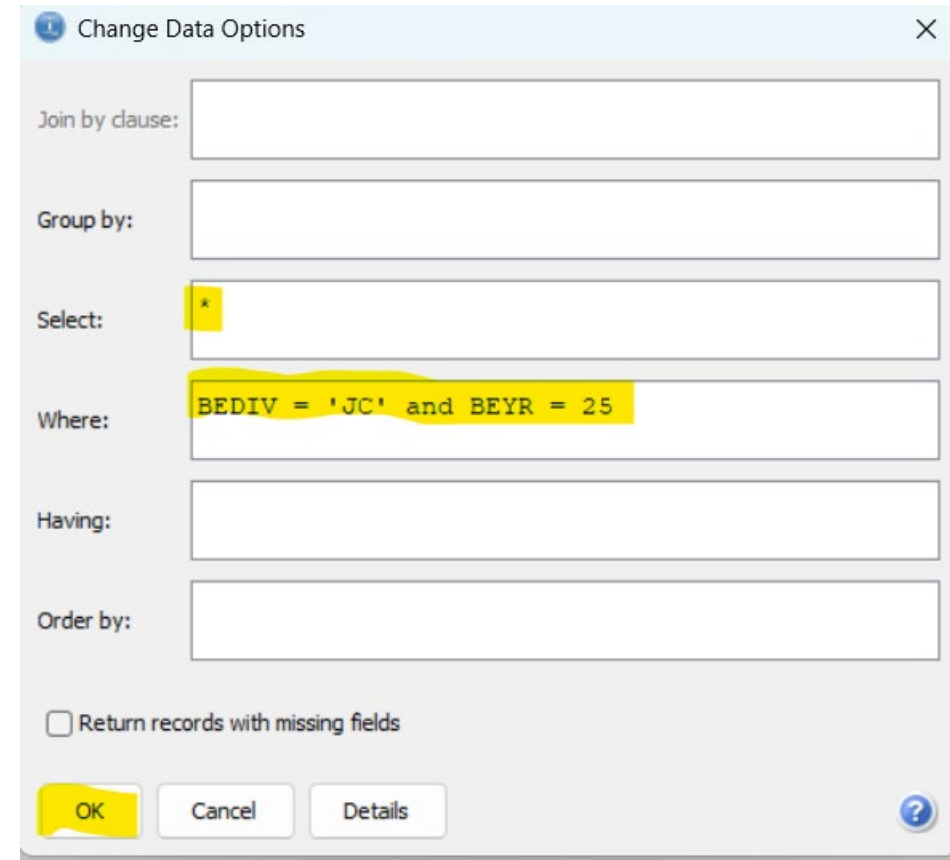 Change Data Options
Join by clause:
Group by:
Select:
*
Where:
BEDIV = 'JC' and BEYR = 25
Having:
Order by:
Return records with missing fields
OK Cancel Details ?